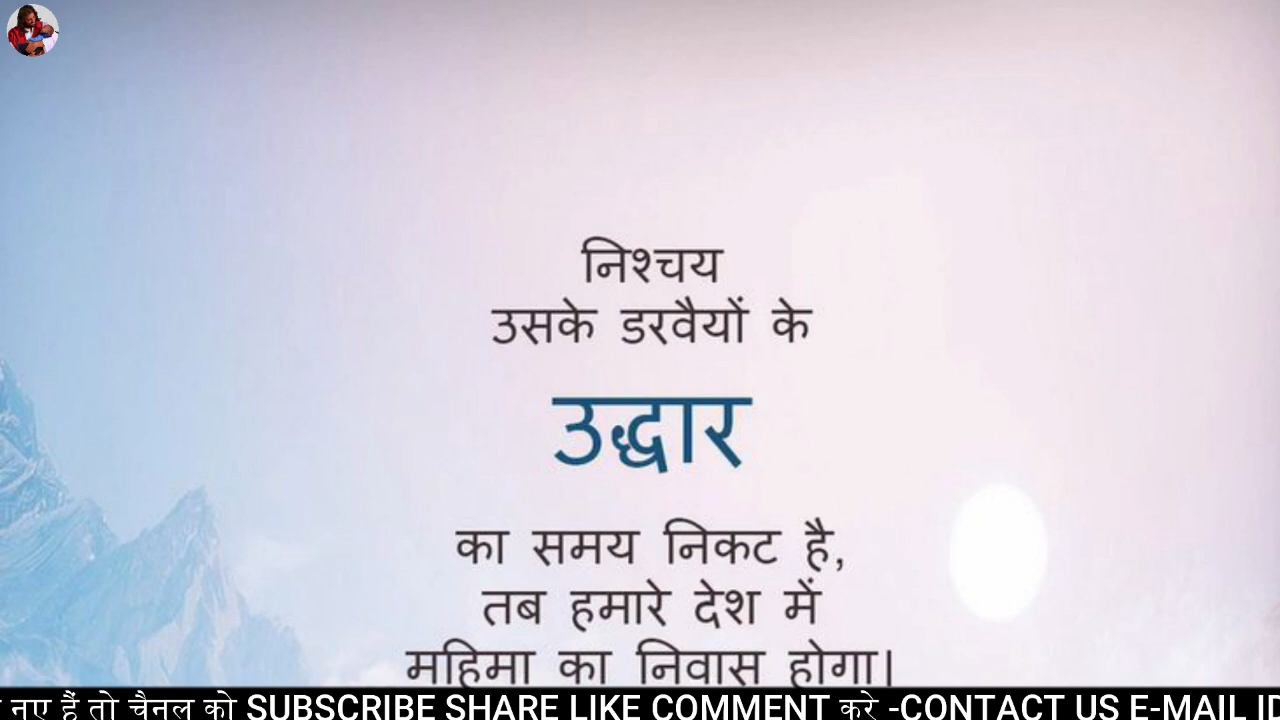 निश्चय
उसके डरवैयों के
उद्धार
का समय निकट है,
तब हमारे देश में
महिमा का निवास होगा।
नए हैं तो चैनल को SUBSCRIBE SHARE LIKE COMMENT करे -CONTACT US E-MAIL ID